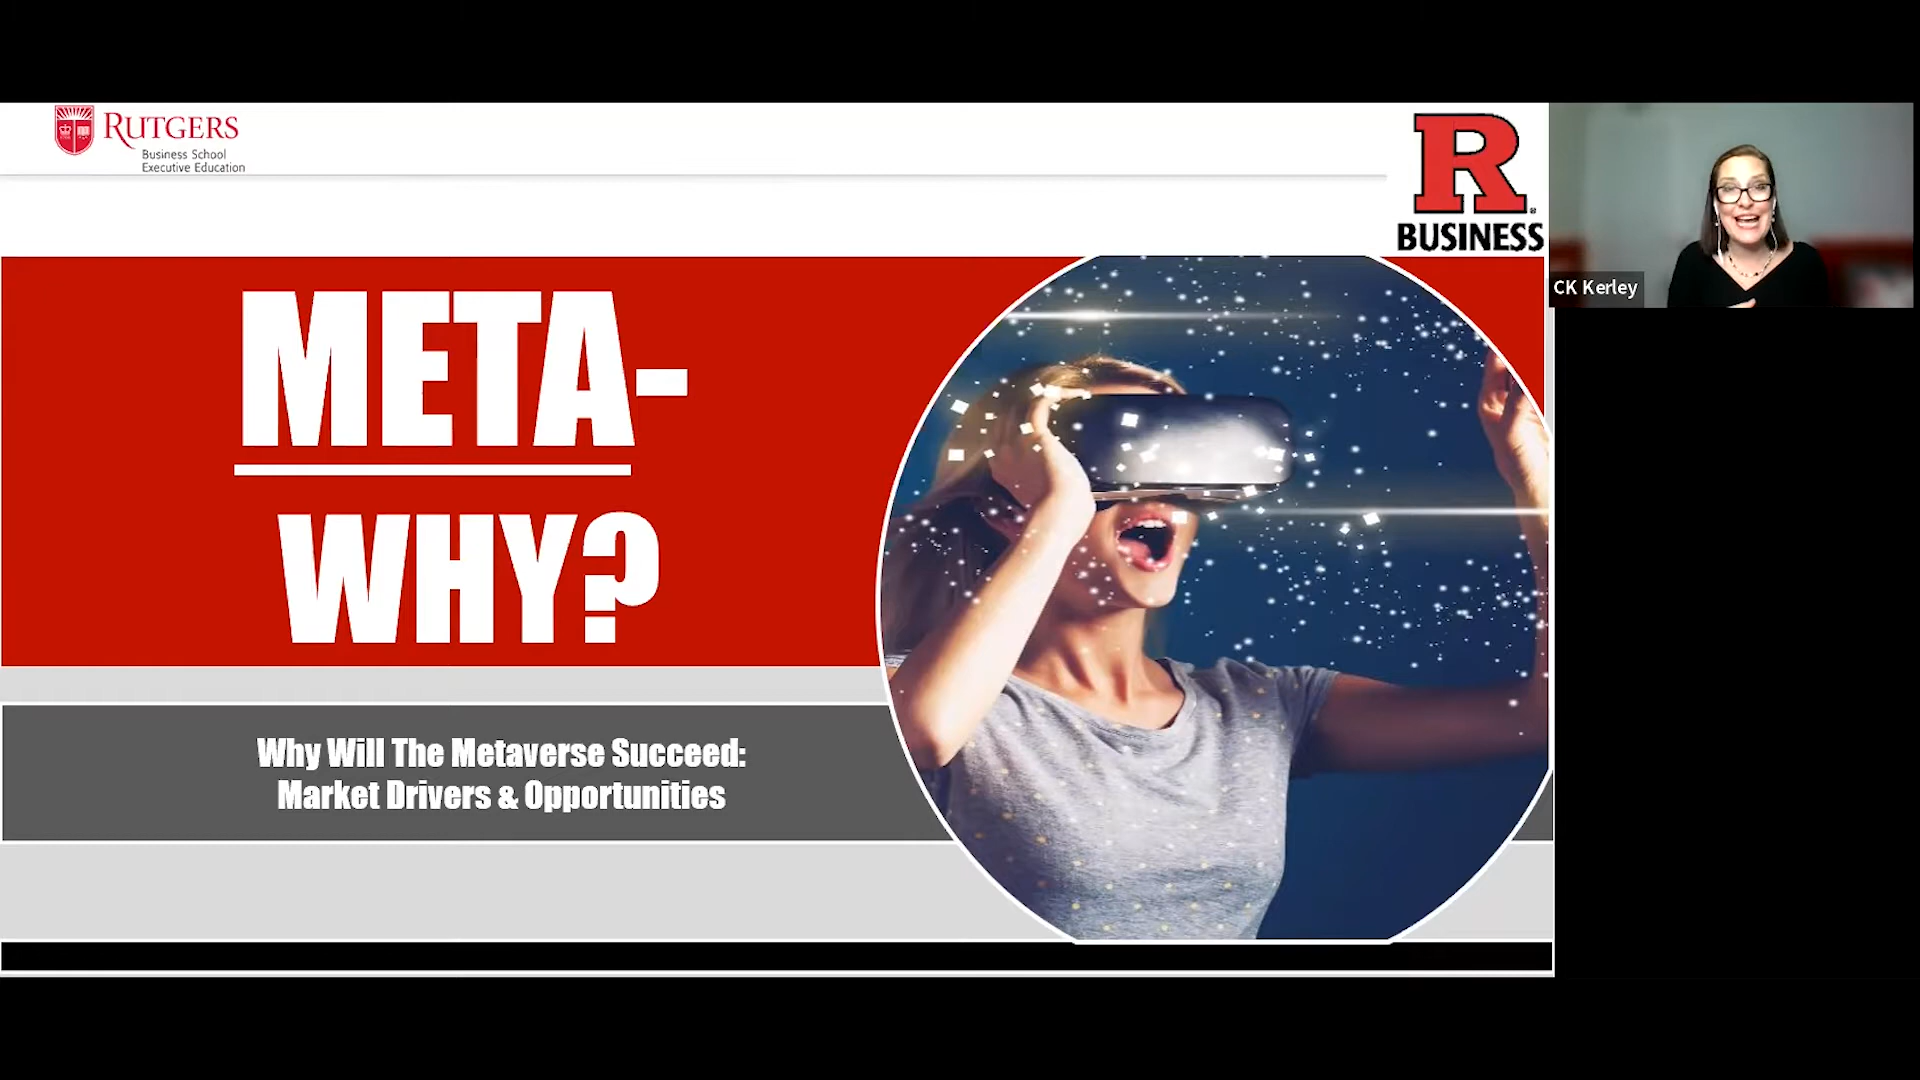 RUTGERS
Business School
Executive Education
R
BUSINESS
CK Kerley
META-
WHY?
Why Will The Metaverse Succeed:
Market Drivers & Opportunities